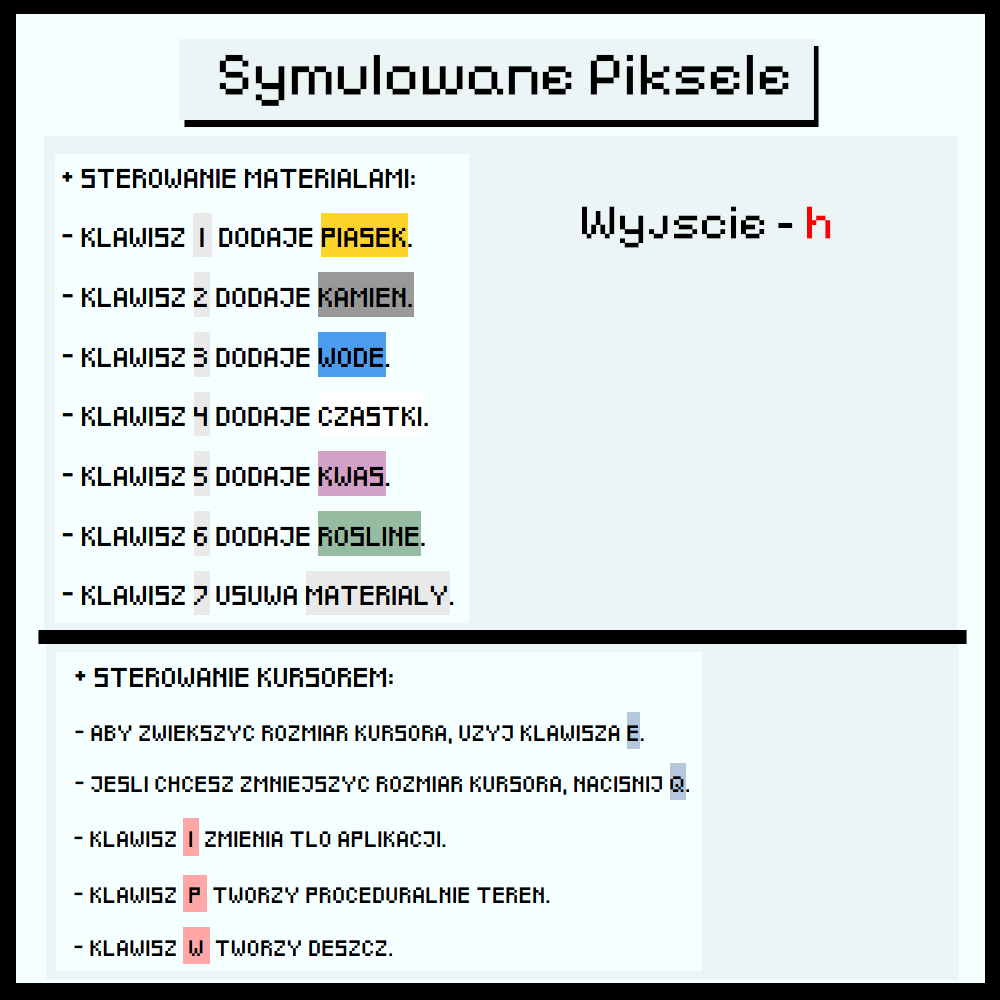 Symulowane Piksele
+ STEROWANIE MATERIALAMI:
- KLAWISZ 1 DODAJE PIASEK.
- KLAWISZ 2 DODAJE KAMIEN.
- KLAWISZ 3 DODAJE WODE.
- KLAWISZ 4 DODAJE CZASTKI.
- KLAWISZ 5 DODAJE KWAS.
- KLAWISZ 6 DODAJE ROSLINE.
- KLAWISZ 7 USUWA MATERIALY.
Wyjscie - h
+ STEROWANIE KURSOREM:
- ABY ZWIEKSZYC ROZMIAR KURSORA, UZYJ KLAWISZA E.
- JESLI CHCESZ ZMNIEJSZYC ROZMIAR KURSORA, NACISNIJ Q.
- KLAWISZ I ZMIENIA TLO APLIKACJI.
- KLAWISZ P TWORZY PROCEDURALNIE TEREN.
- KLAWISZ W TWORZY DESZCZ.